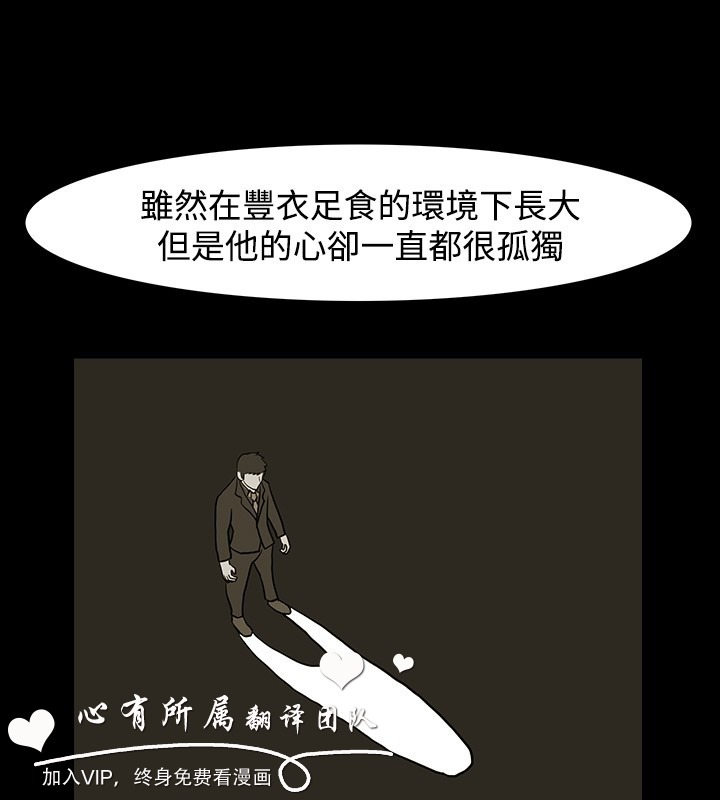 雖然在豐衣足食的環境下長大
但是他的心卻一直都很孤獨
心有所属翻译团队
加入VIP，终身免费看漫画